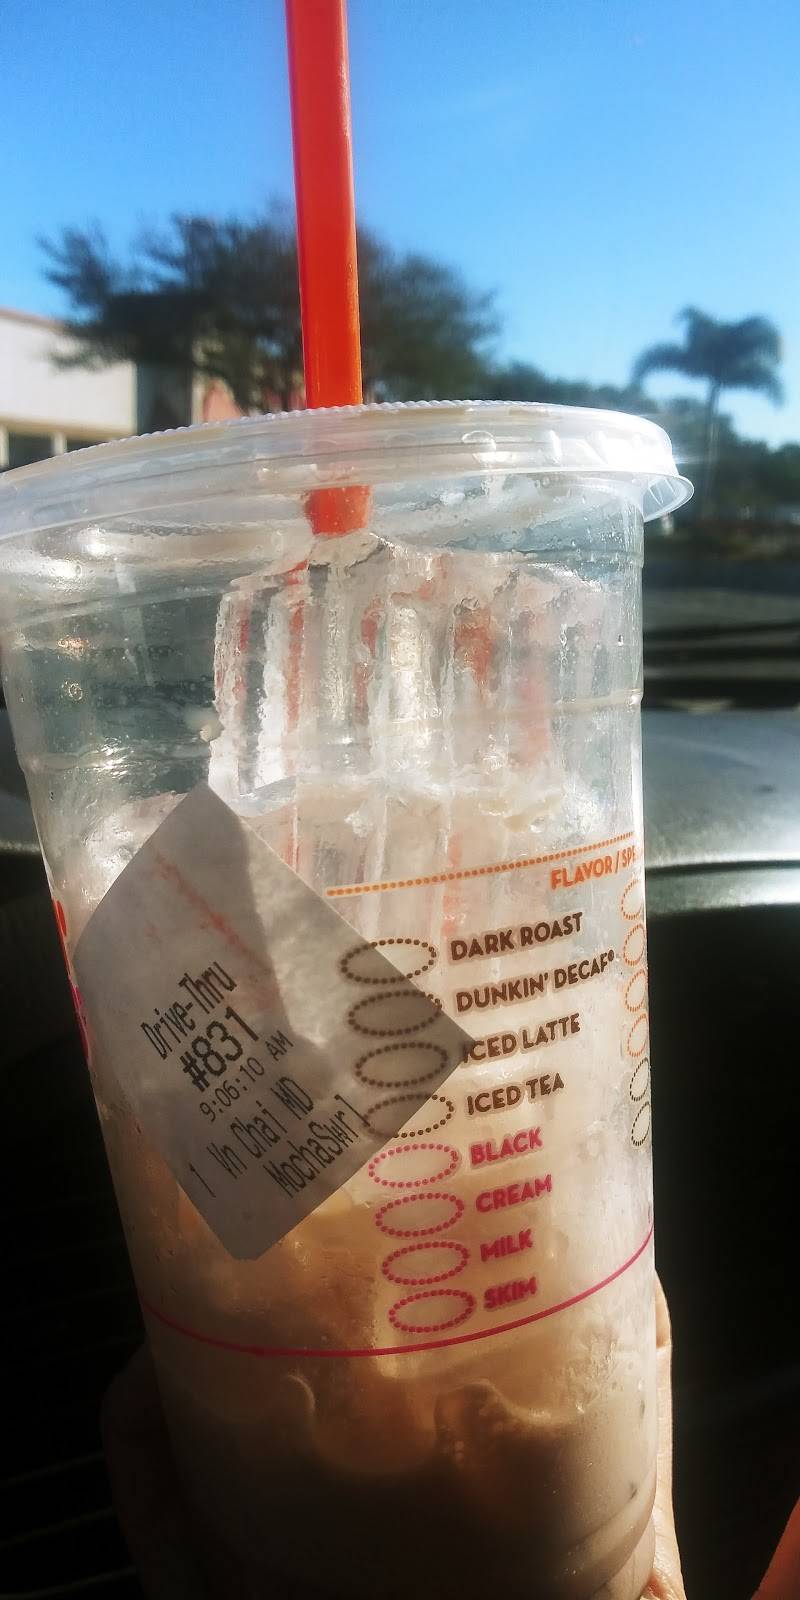 FLAVOR / SPE
DARK ROAST
DUNKIN' DECAF®
ICED LATTE
ICED TEA
BLACK
CREAM
MILK
SKIM
Drive-Thru
#831
9:06:10 AM
1 Vn Chai MD
MochaSwrl